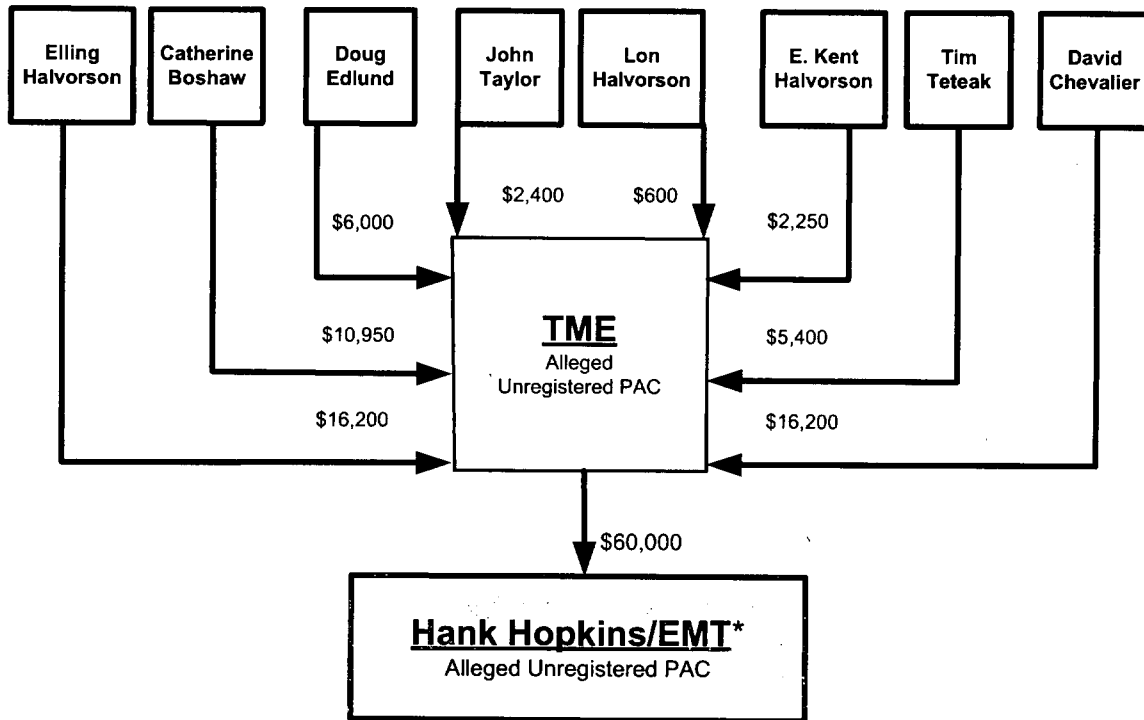 Elling
Halvorson
Catherine
Boshaw
Doug
Edlund
John
Taylor
Lon
Halvorson
E. Kent
Halvorson
Tim
Teteak
David
Chevalier
$2,400
$600
$6,000
$2,250
TME
Alleged
Unregistered PAC
$10,950
$5,400
$16,200
$16,200
$60,000
Hank Hopkins/EMT*
Alleged Unregistered PAC